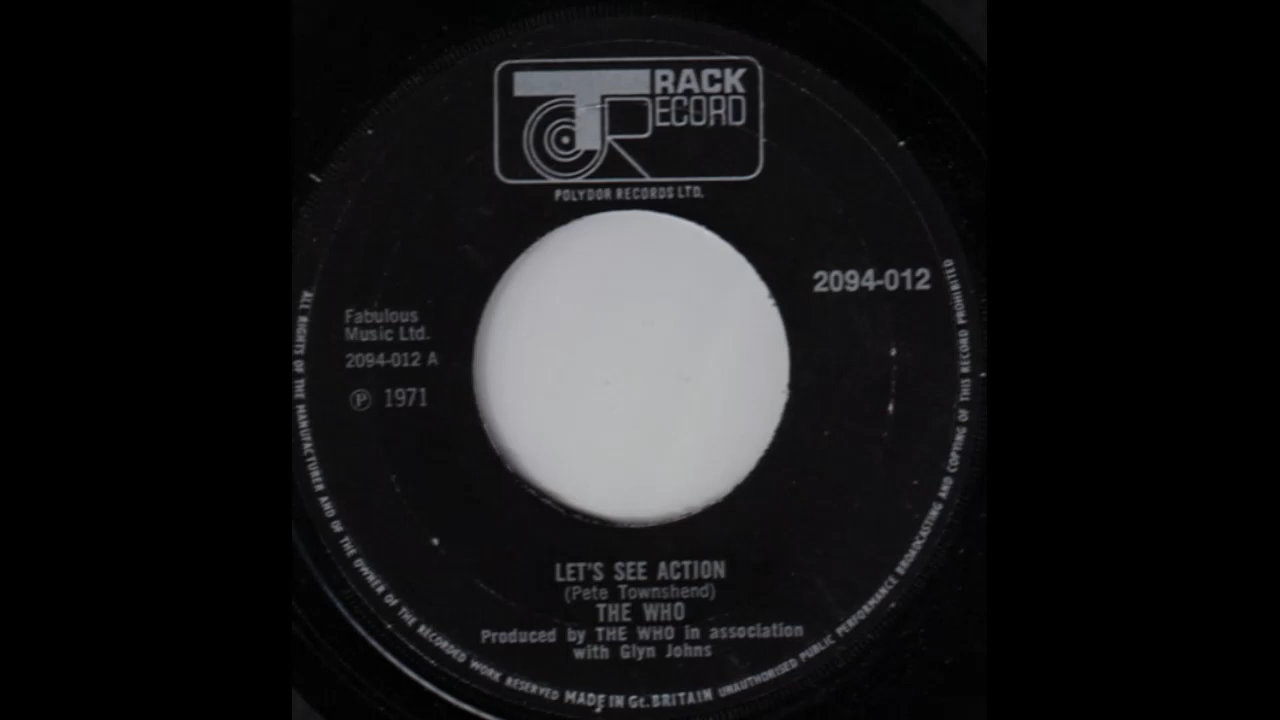 TRACK
RECORD
POLYDOR RECORDS LTD.
2094-012
Fabulous
Music Ltd.
2094-012 A
Ⓟ 1971
LET'S SEE ACTION
(Pete Townshend)
THE WHO
Produced by THE WHO in association
with Glyn Johns
ALL RIGHTS OF THE MANUFACTURER AND OF THE OWNER OF THE RECORDED WORK RESERVED MADE IN Gt. BRITAIN UNAUTHORISED PUBLIC PERFORMANCE BROADCASTING AND COPYING OF THIS RECORD PROHIBITED